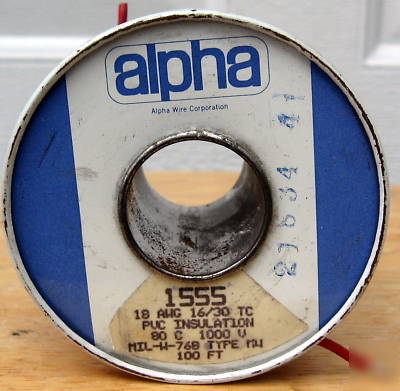 alpha
Alpha Wire Corporation
1555
18 AWG 16/30 TC
PVC INSULATION
80 C 1000 V
MIL-W-76B TYPE MW
100 FT